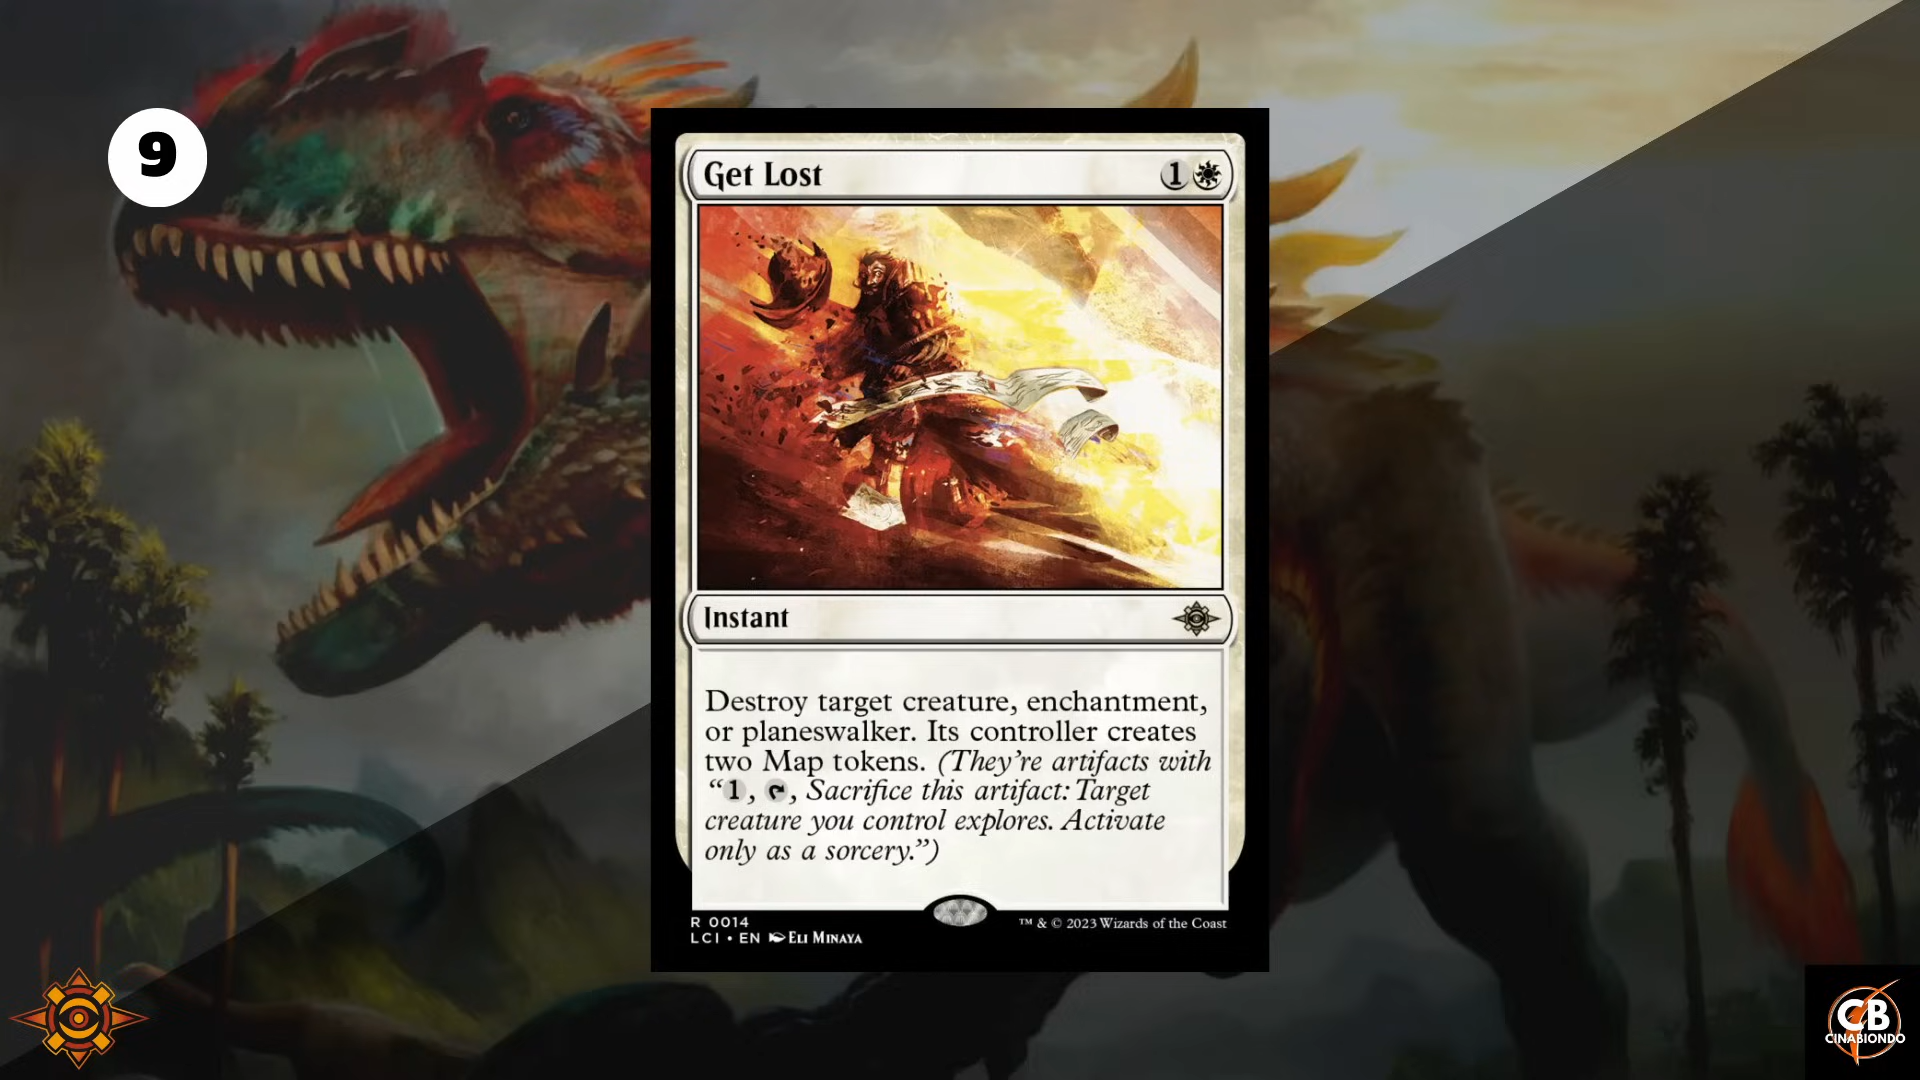 9
Get Lost
1
Instant
Destroy target creature, enchantment,
or planeswalker. Its controller creates
two Map tokens. (They're artifacts with
“1, , Sacrifice this artifact: Target
creature you control explores. Activate
only as a sorcery.”)
R 0014
LCI • EN Eli Minaya
™ & © 2023 Wizards of the Coast
CB
CINABIONDO